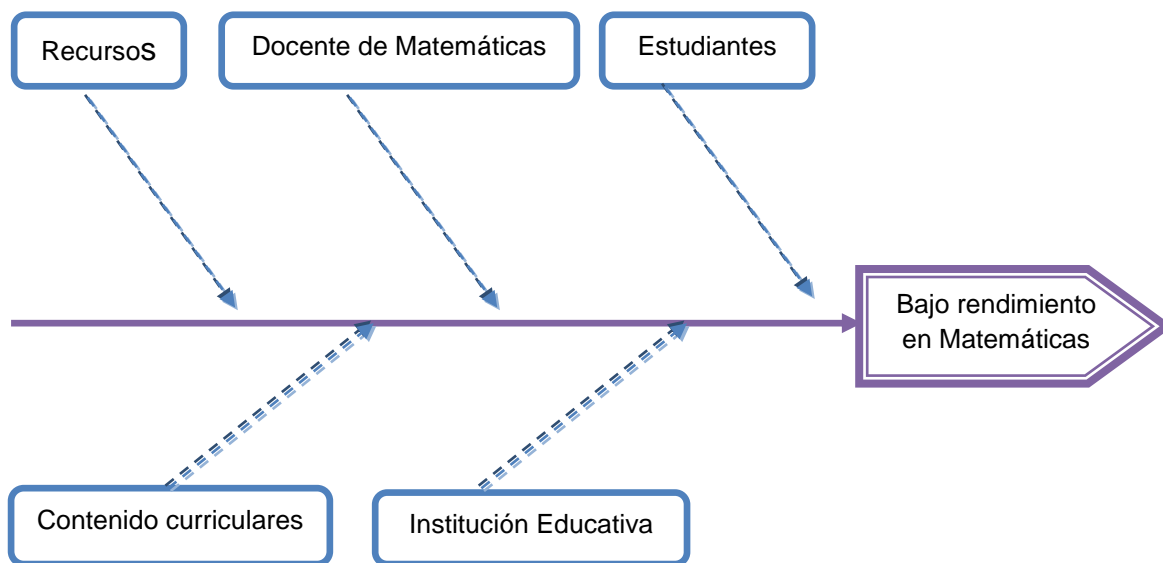 Recursos
Docente de Matemáticas
Estudiantes
Bajo rendimiento
en Matemáticas
Contenido curriculares
Institución Educativa